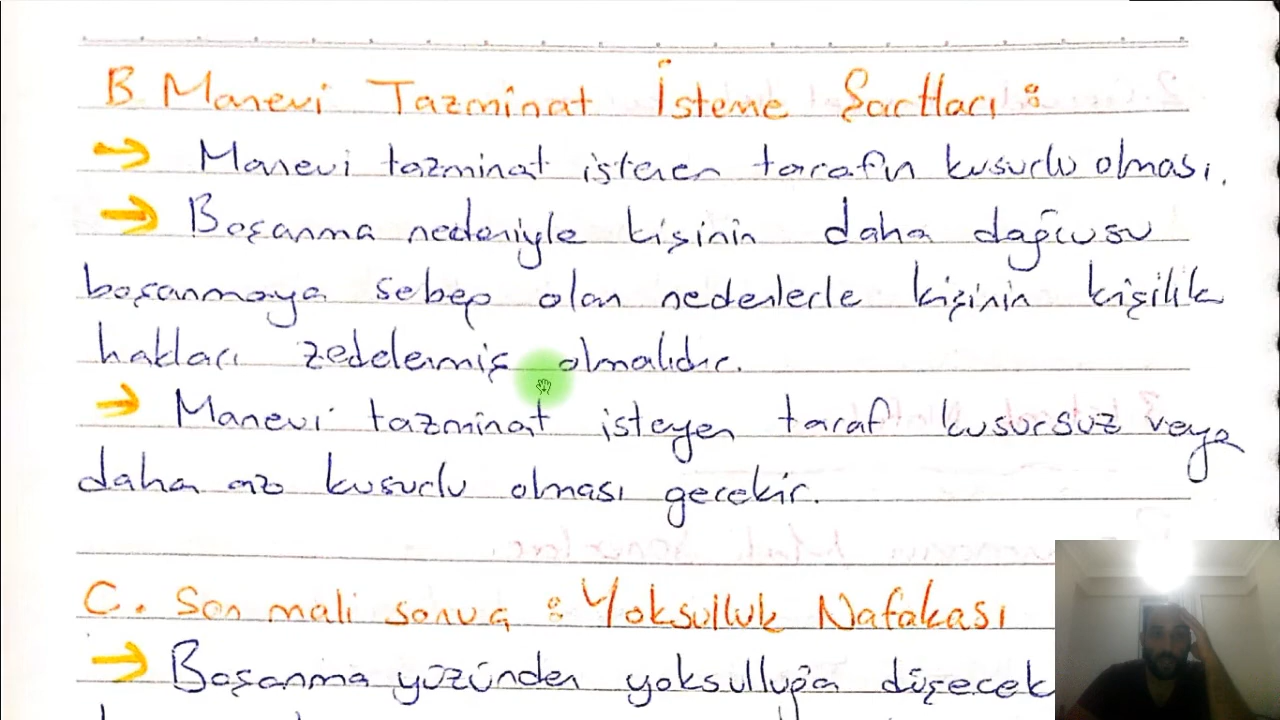 B. Manevi Tazminat İsteme Şartları :
→ Manevi tazminat istenen tarafın kusurlu olması.
→ Boşanma nedeniyle kişinin daha doğrusu
boşanmaya sebep olan nedenlerle kişinin kişilik
hakları zedelenmiş olmalıdır.
→ Manevi tazminat isteyen taraf kusursuz veya
daha az kusurlu olması gerekir.
C. Son mali sonuç : Yoksulluk Nafakası
→ Boşanma yüzünden yoksulluğa düşecek